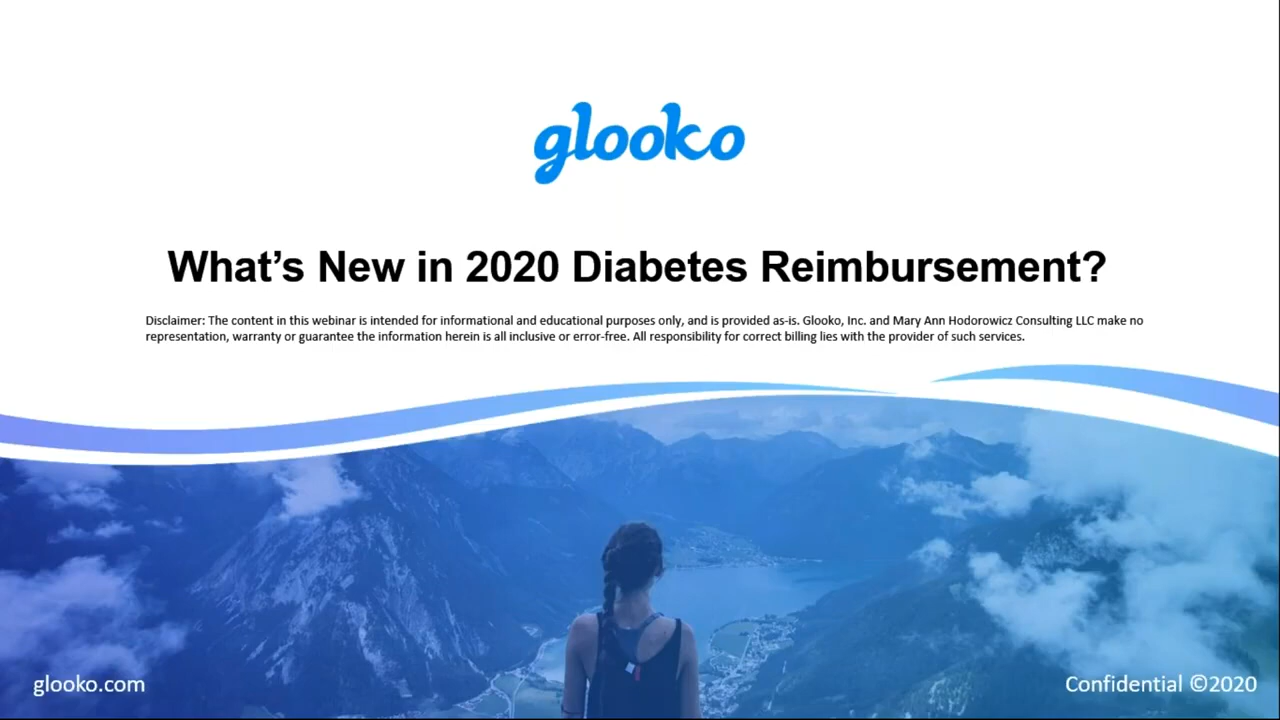 glooko
What’s New in 2020 Diabetes Reimbursement?
Disclaimer: The content in this webinar is intended for informational and educational purposes only, and is provided as-is. Glooko, Inc. and Mary Ann Hodorowicz Consulting LLC make no
representation, warranty or guarantee the information herein is all inclusive or error-free. All responsibility for correct billing lies with the provider of such services.
glooko.com
Confidential ©2020